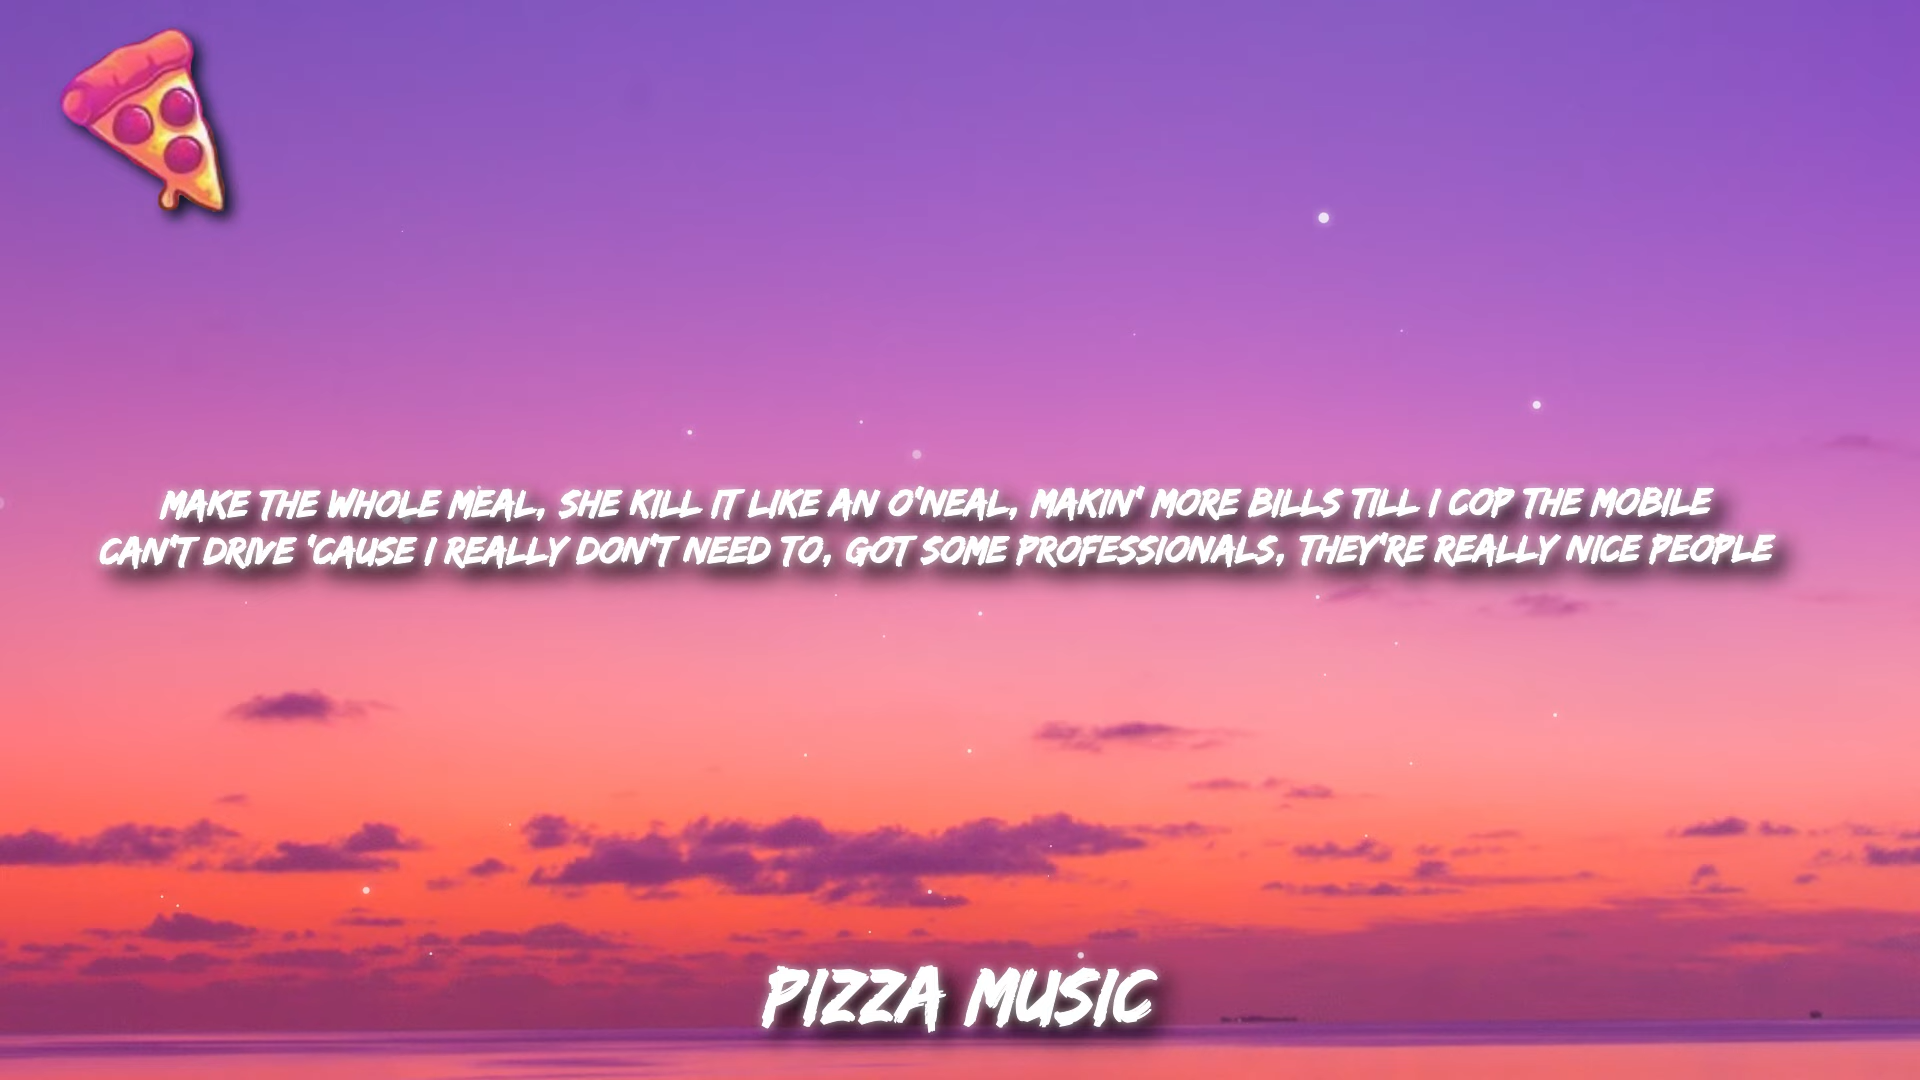 MAKE THE WHOLE MEAL, SHE KILL IT LIKE AN O'NEAL, MAKIN' MORE BILLS TILL I COP THE MOBILE
CAN'T DRIVE 'CAUSE I REALLY DON'T NEED TO, GOT SOME PROFESSIONALS, THEY'RE REALLY NICE PEOPLE
PIZZA MUSIC